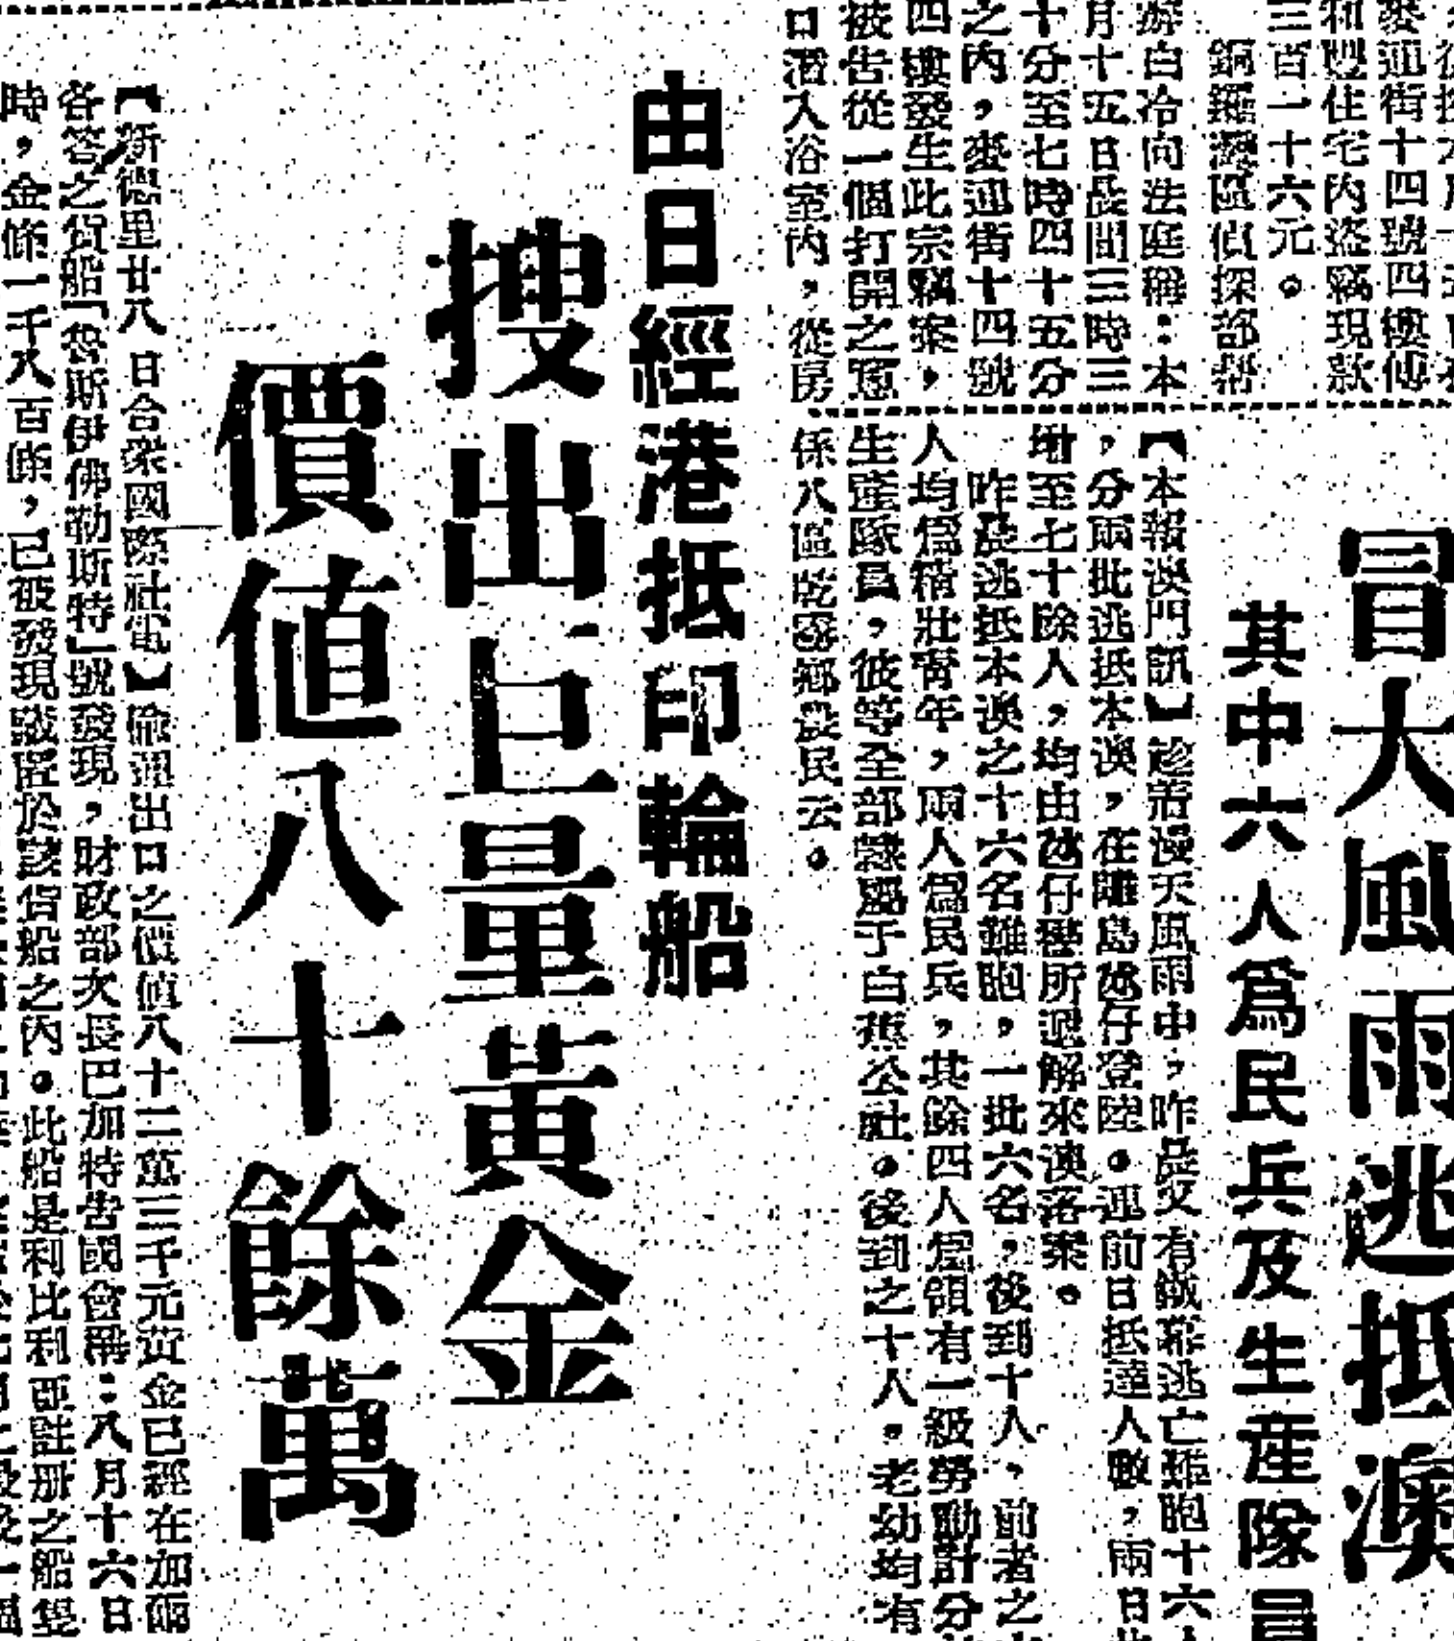 麥通街十四號四樓傅
利燮住宅內盜竊現款
三百一十六元。
銅鑼灣區偵探部幫
辦白冷向法庭稱：本
月十五日晨間三時三
十分至七時四十五分
之內，麥通街十四號
四樓發生此宗竊案，
被告從一個打開之窗
口潛入浴室內，從房
冒大風雨逃抵澳
其中六人爲民兵及生產隊員
【本報澳門訊】趁着漫天風雨中，昨晨又有鐵幕逃亡難胞十六人
，分兩批逃抵本澳，在離島氹仔登陸。連前日抵達人數，兩日
增至七十餘人，均由氹仔警所遞解來澳落案。
昨晨逃抵本澳之十六名難胞，一批六名，後到十人，前者之
人均爲精壯靑年，兩人爲民兵，其餘四人爲領有一級勞動計分
生產隊員，彼等全部隸屬于白蕉公社。後到之十人，老幼均有
係八區乾霧鄉農民云。
由日經港抵印輪船
搜出巨量黃金
價值八十餘萬
【新德里廿八日合衆國際社電】偷運出口之價值八十二萬三千元黃金已經在加爾
各答之貨船「魯斯伊佛勒斯特」號發現，財政部次長巴加特告國會稱：八月十六日
時，金條一千八百條，已被發現藏匿於該貨船之內。此船是利比利亞註册之船隻